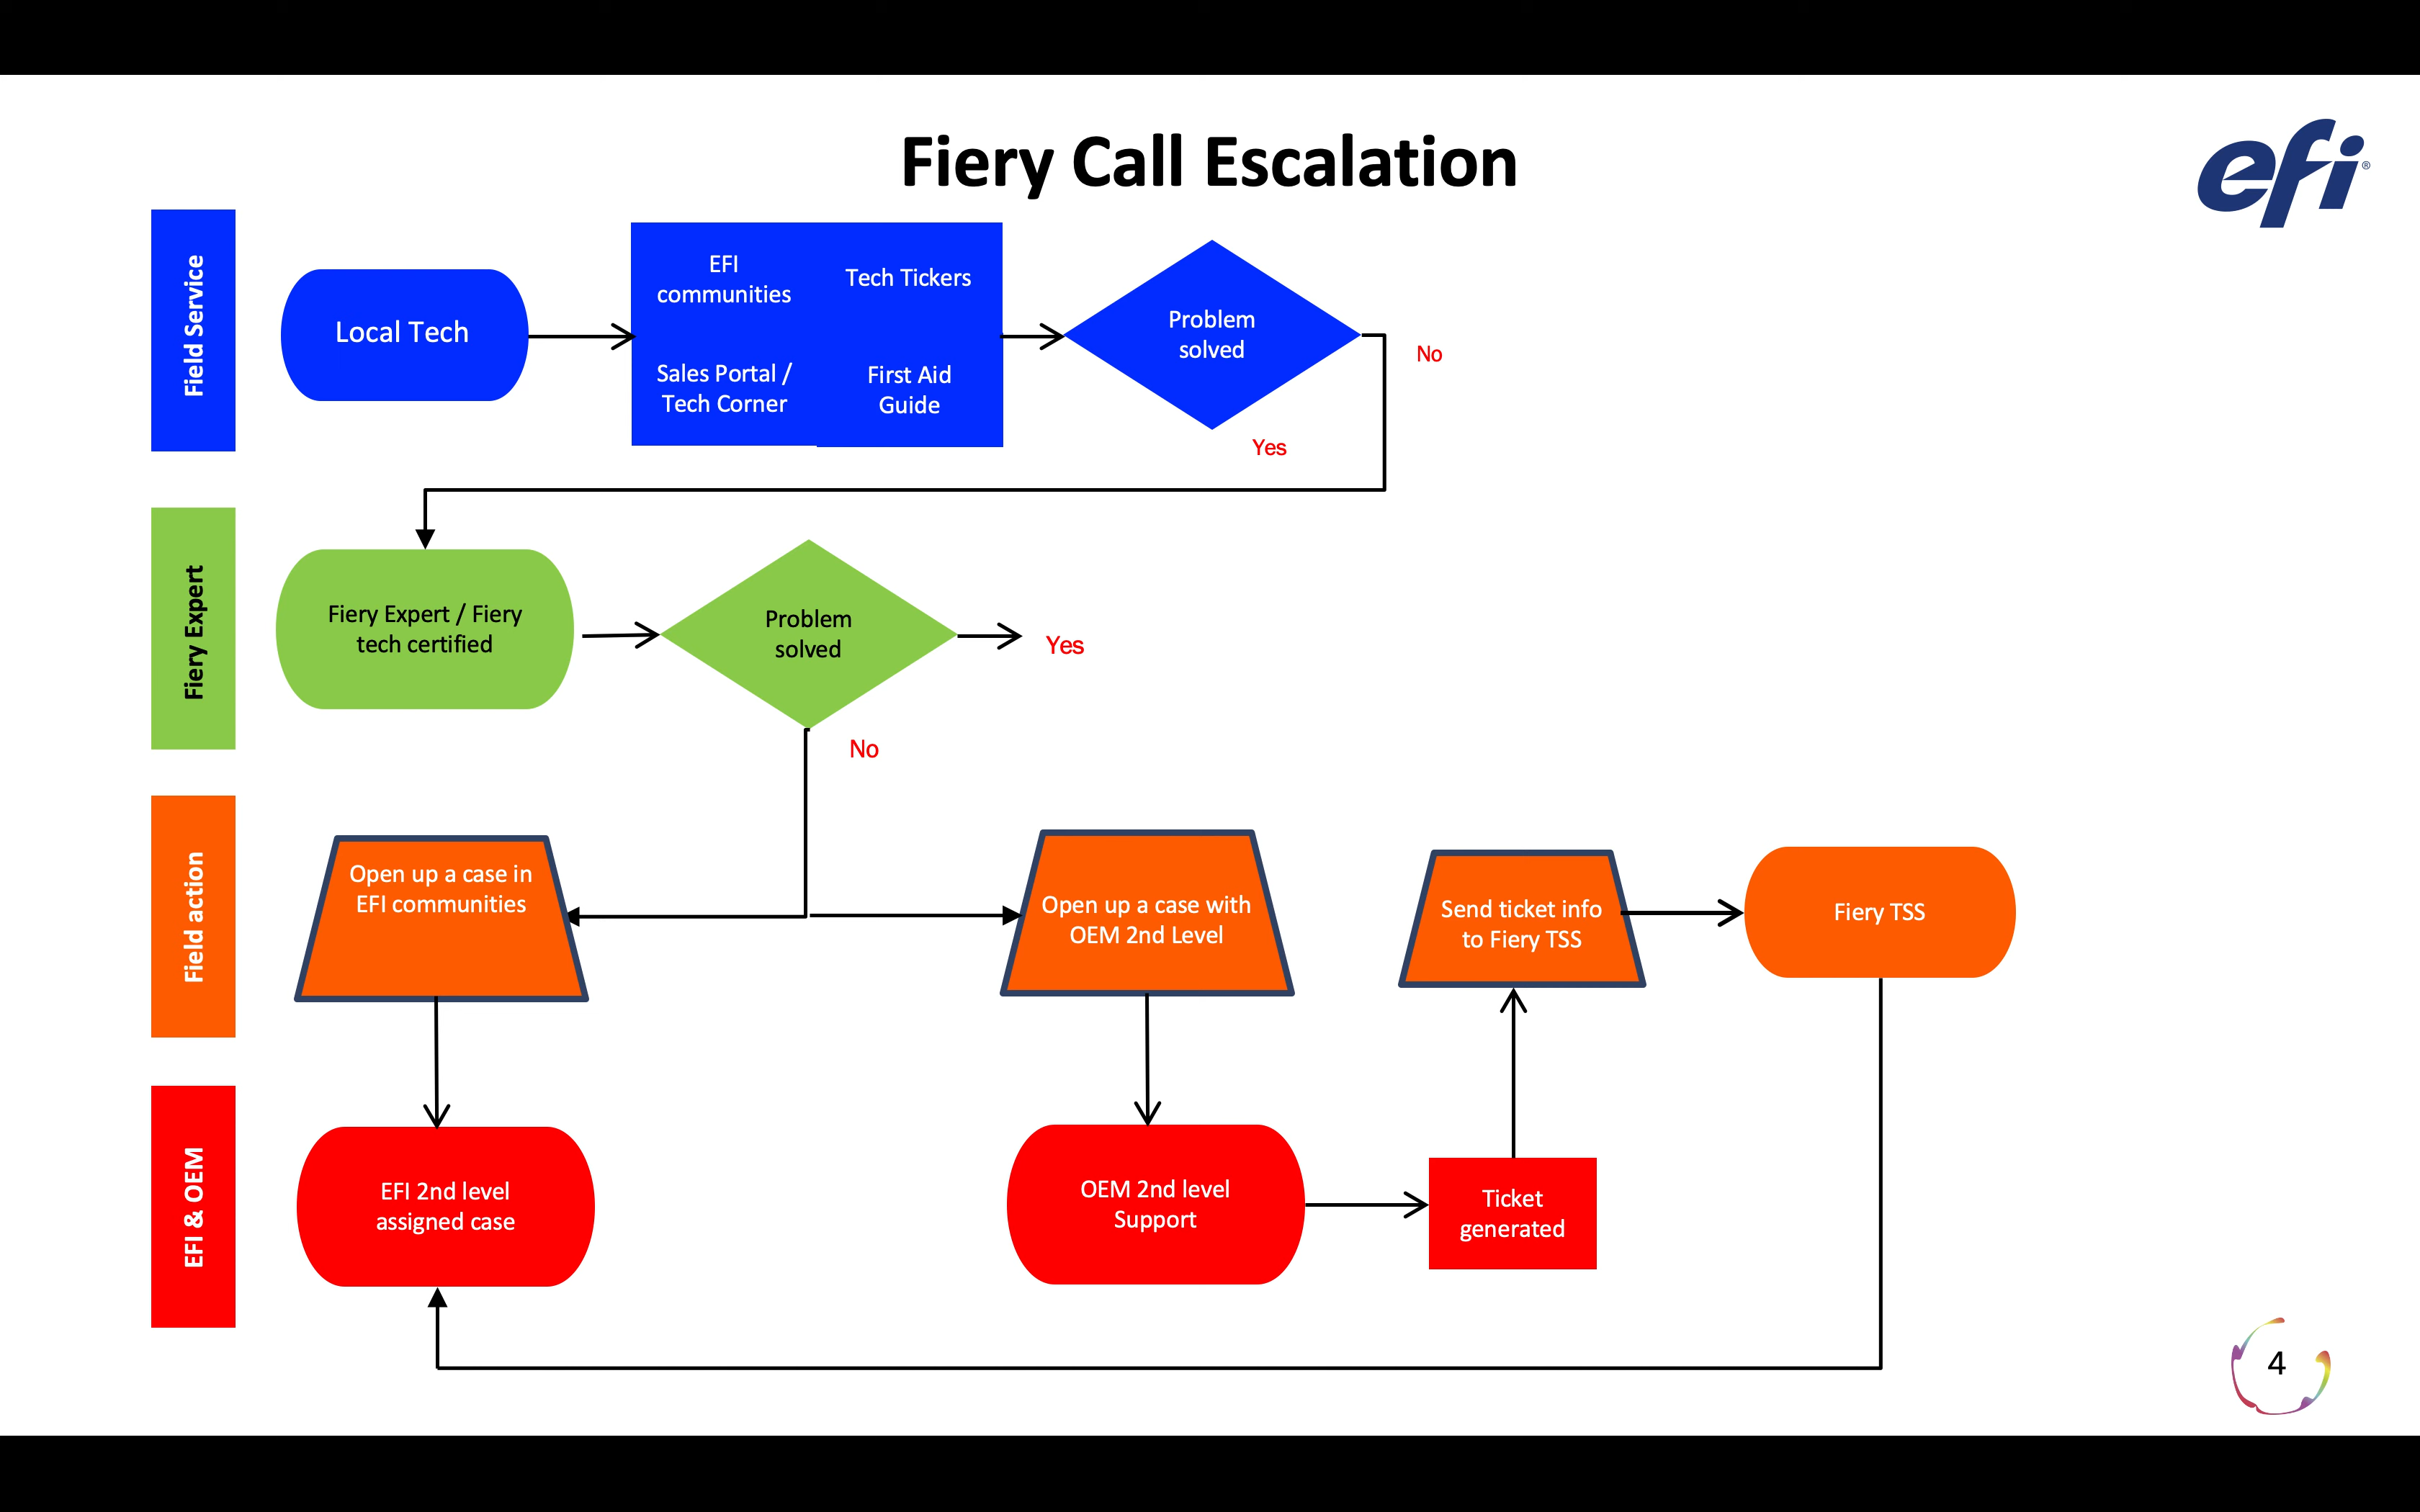 Fiery Call Escalation
efi®
Field Service
Local Tech
EFI
communities
Tech Tickers
Sales Portal /
Tech Corner
First Aid
Guide
Problem
solved
No
Yes
Fiery Expert
Fiery Expert / Fiery
tech certified
Problem
solved
Yes
No
Field action
Open up a case in
EFI communities
Open up a case with
OEM 2nd Level
Send ticket info
to Fiery TSS
Fiery TSS
EFI & OEM
EFI 2nd level
assigned case
OEM 2nd level
Support
Ticket
generated
4